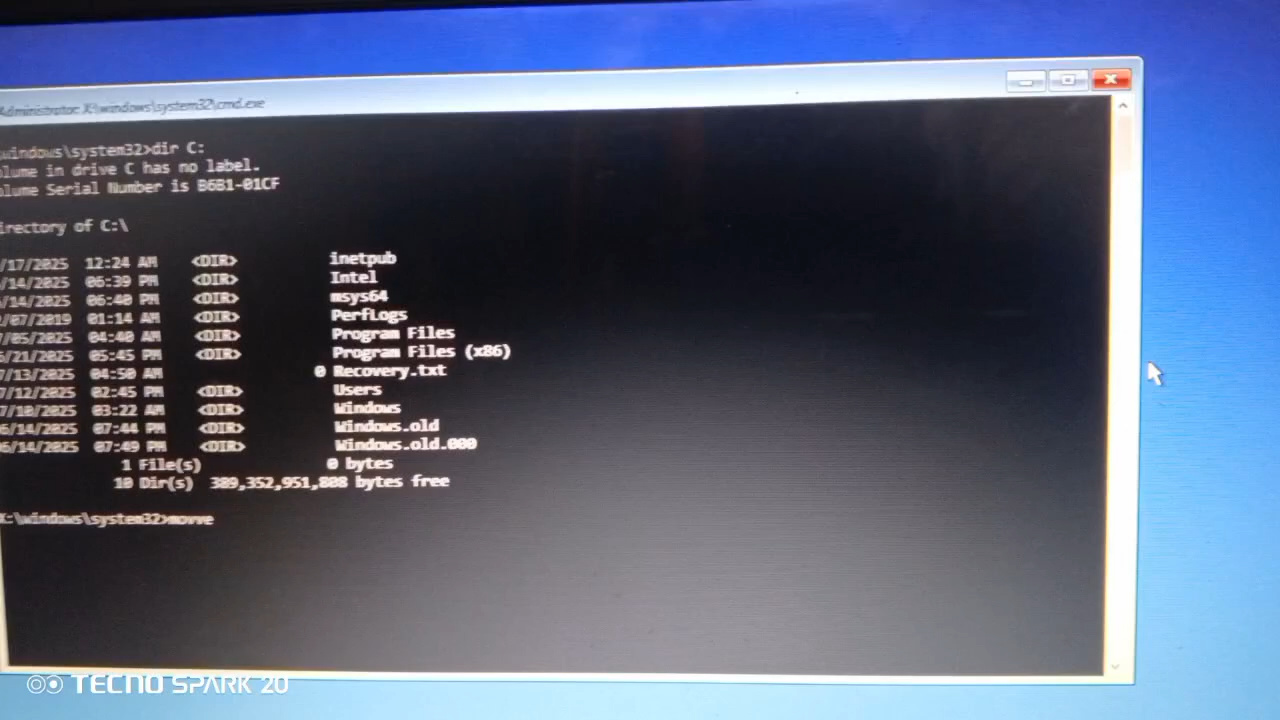 Administrator: X:\windows\system32\cmd.exe
windows\system32>dir C:
olume in drive C has no label.
olume Serial Number is B6B1-01CF
irectory of C:\
/17/2025 12:24 AM <DIR> inetpub
/14/2025 06:39 PM <DIR> Intel
/14/2025 06:40 PM <DIR> msys64
/07/2019 01:14 AM <DIR> PerfLogs
/05/2025 04:40 AM <DIR> Program Files
6/21/2025 05:45 PM <DIR> Program Files (x86)
7/13/2025 04:50 AM 0 Recovery.txt
7/12/2025 02:45 PM <DIR> Users
7/10/2025 03:22 AM <DIR> Windows
6/14/2025 07:44 PM <DIR> Windows.old
6/14/2025 07:49 PM <DIR> Windows.old.000
1 File(s) 0 bytes
10 Dir(s) 389,352,951,808 bytes free
X:\windows\system32>movve
TECNO SPARK 20